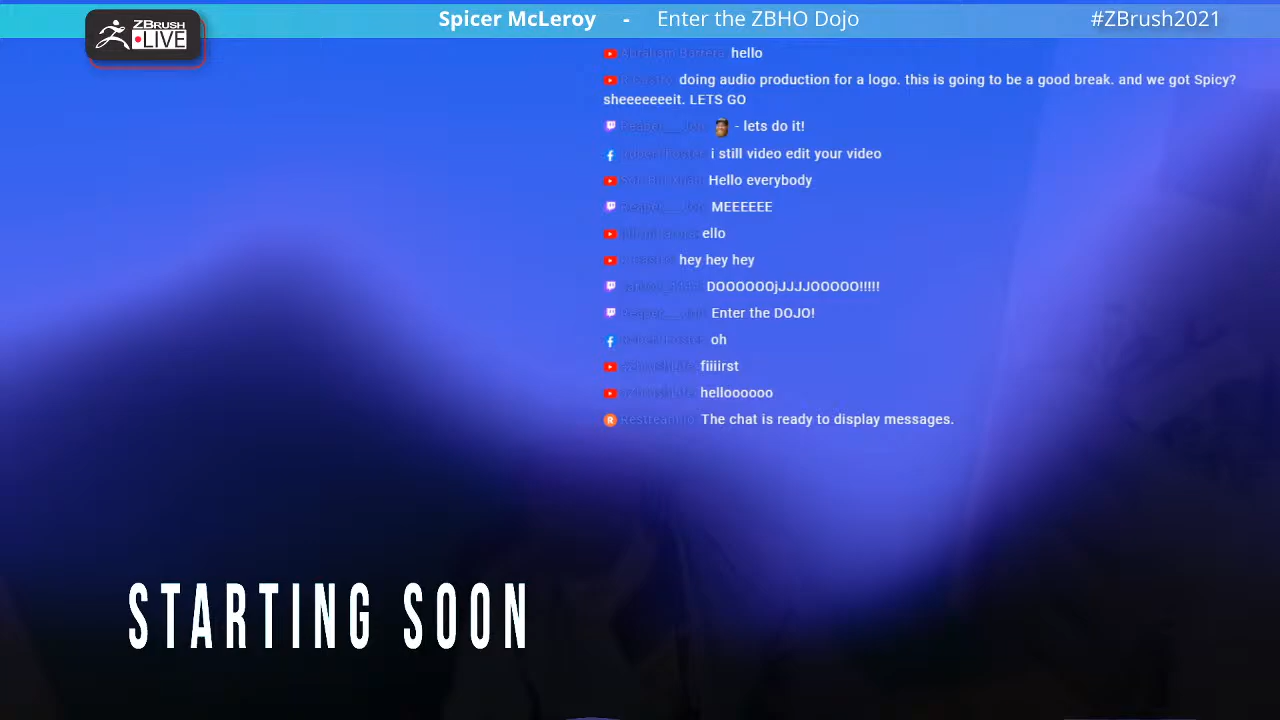 ZBRUSH
LIVE
Spicer McLeroy - Enter the ZBHO Dojo
#ZBrush2021
hello
doing audio production for a logo. this is going to be a good break. and we got Spicy?
sheeeeeeeit. LETS GO
- lets do it!
i still video edit your video
Hello everybody
MEEEEEE
ello
hey hey hey
DOOOOOOjJJJJOOOOO!!!!!
Enter the DOJO!
oh
fiiiirst
helloooooo
Restream.io The chat is ready to display messages.
STARTING SOON